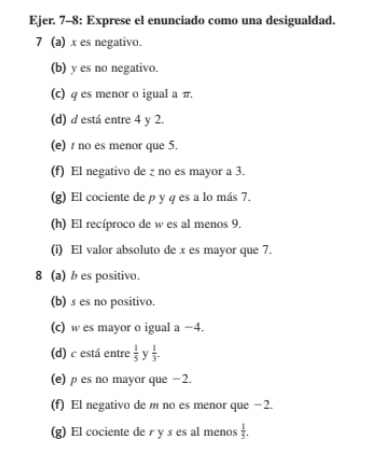 Ejer. 7–8: Exprese el enunciado como una desigualdad.
7 (a) x es negativo.
(b) y es no negativo.
(c) q es menor o igual a π.
(d) d está entre 4 y 2.
(e) t no es menor que 5.
(f) El negativo de z no es mayor a 3.
(g) El cociente de p y q es a lo más 7.
(h) El recíproco de w es al menos 9.
(i) El valor absoluto de x es mayor que 7.
8 (a) b es positivo.
(b) s es no positivo.
(c) w es mayor o igual a −4.
(d) c está entre 1/5 y 1/3.
(e) p es no mayor que −2.
(f) El negativo de m no es menor que −2.
(g) El cociente de r y s es al menos 1/5.